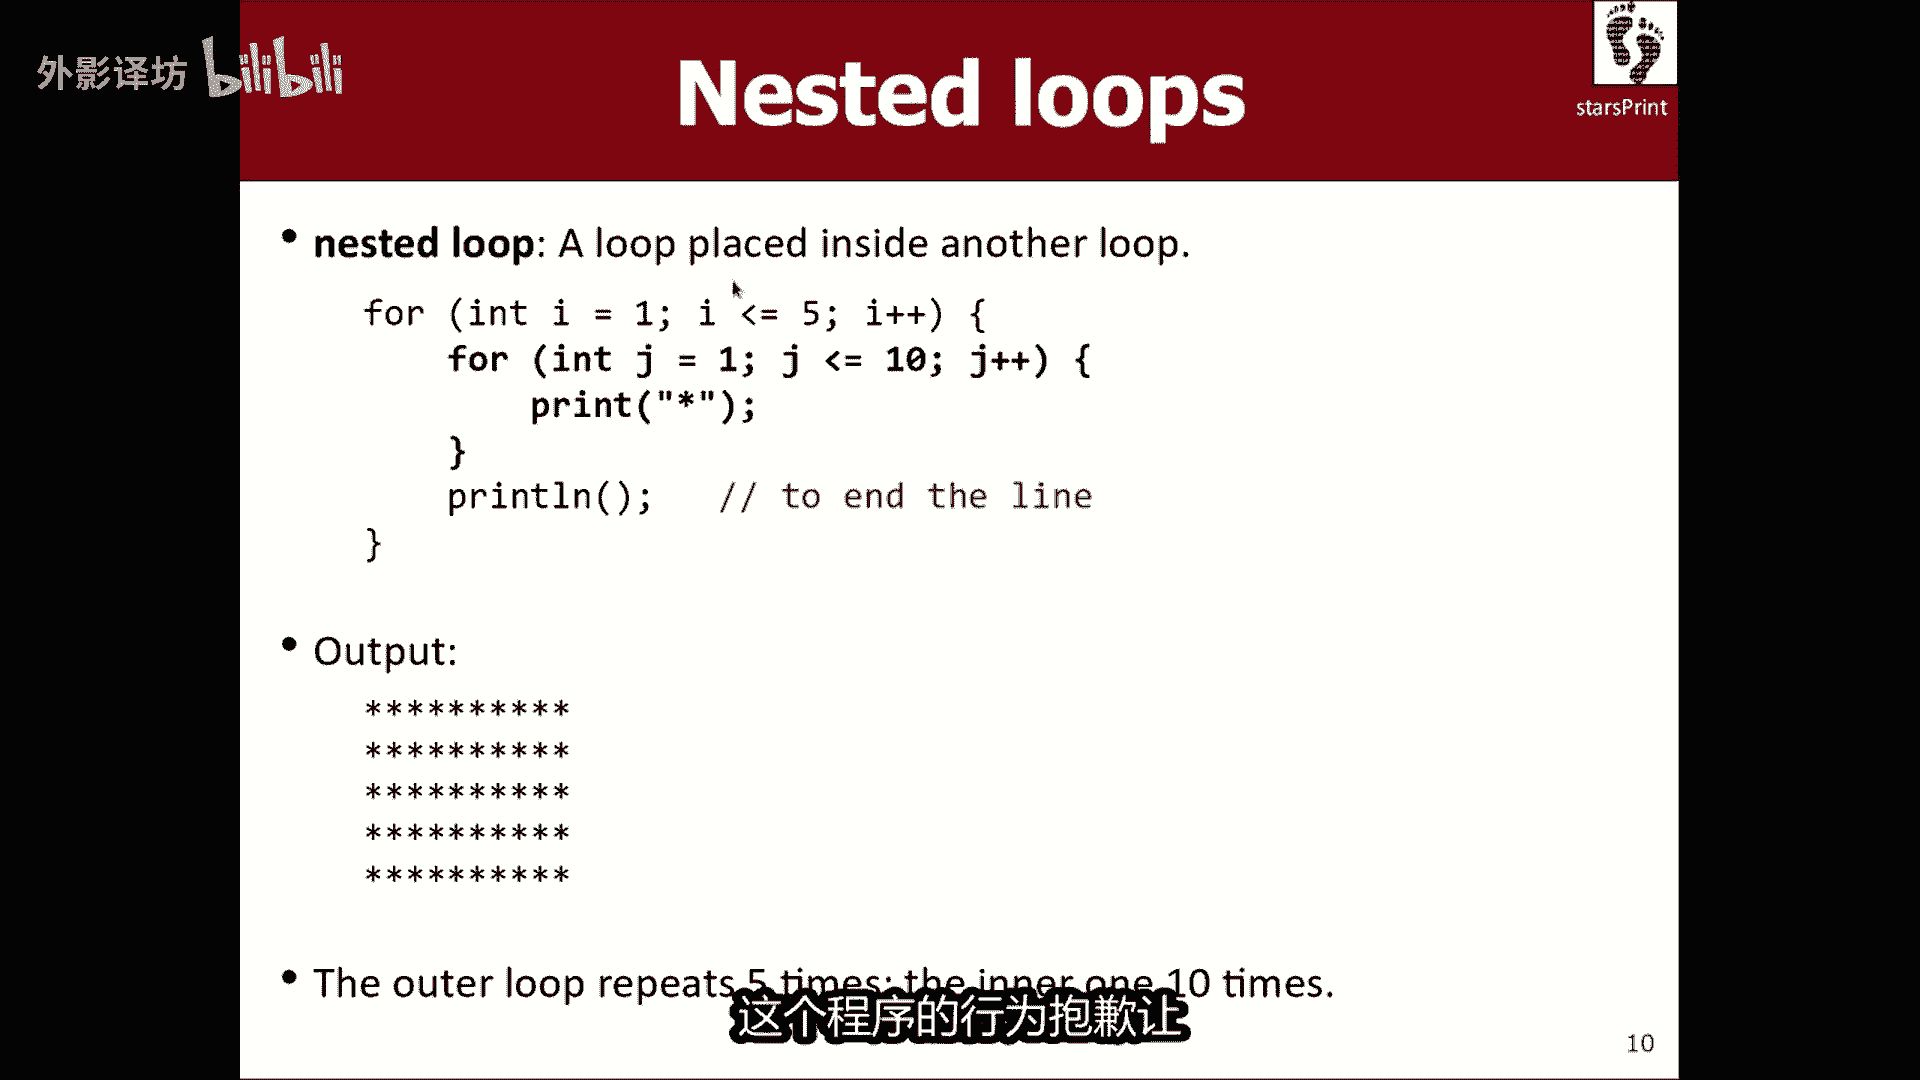 外影译坊 bilibili
Nested loops
starsPrint
• nested loop: A loop placed inside another loop.
for (int i = 1; i <= 5; i++) {
    for (int j = 1; j <= 10; j++) {
        print("*");
    }
    println();   // to end the line
}
• Output:
**********
**********
**********
**********
**********
• The outer loop repeats 5 times; the inner one 10 times.
这个程序的行为抱歉让
10